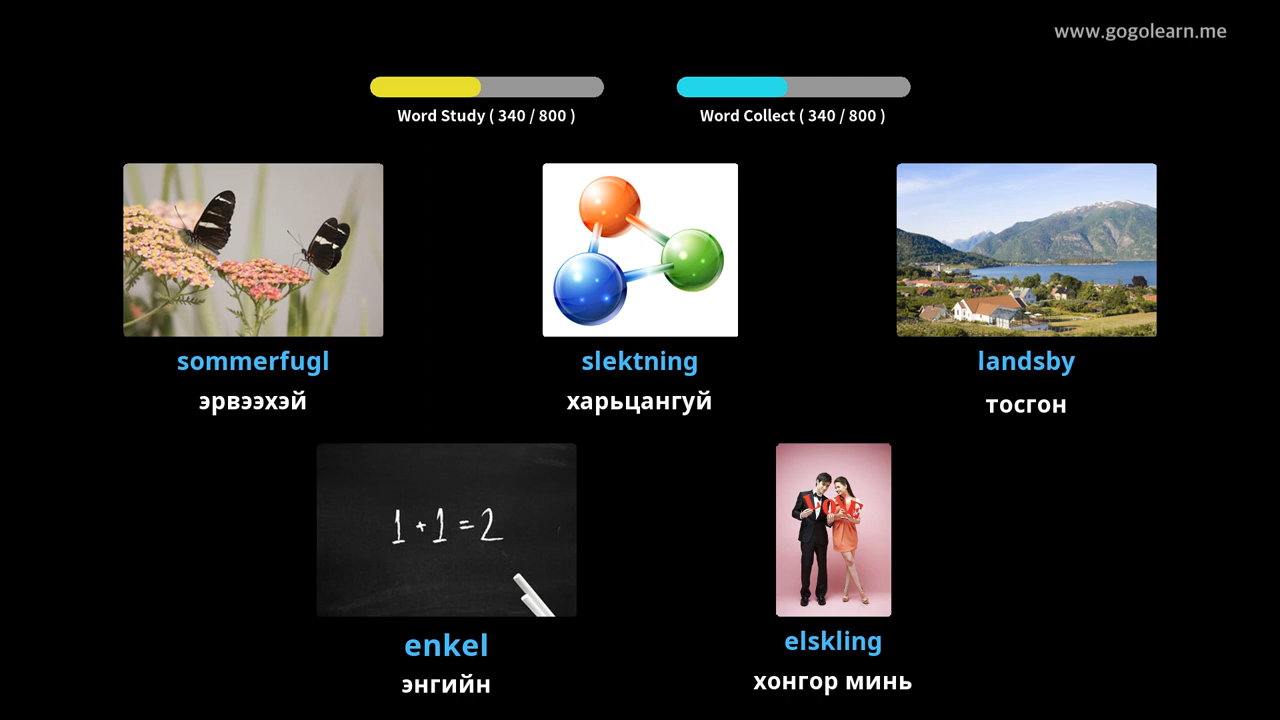 www.gogolearn.me
Word Study ( 340 / 800 )
Word Collect ( 340 / 800 )
sommerfugl
эрвээхэй
slektning
харьцангуй
landsby
тосгон
1 + 1 = 2
enkel
энгийн
elskling
хонгор минь